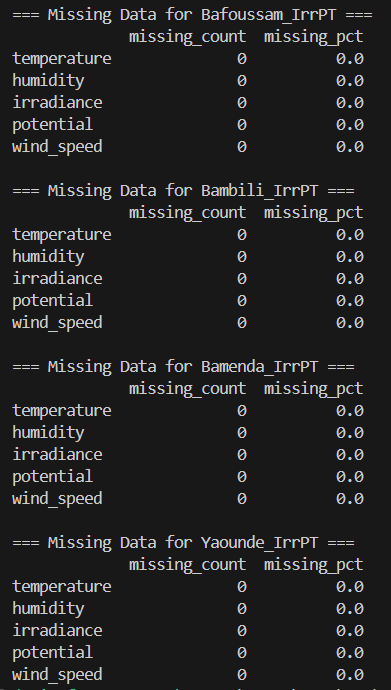 === Missing Data for Bafoussam_IrrPT ===
missing_count missing_pct
temperature 0 0.0
humidity 0 0.0
irradiance 0 0.0
potential 0 0.0
wind_speed 0 0.0
=== Missing Data for Bambili_IrrPT ===
missing_count missing_pct
temperature 0 0.0
humidity 0 0.0
irradiance 0 0.0
potential 0 0.0
wind_speed 0 0.0
=== Missing Data for Bamenda_IrrPT ===
missing_count missing_pct
temperature 0 0.0
humidity 0 0.0
irradiance 0 0.0
potential 0 0.0
wind_speed 0 0.0
=== Missing Data for Yaounde_IrrPT ===
missing_count missing_pct
temperature 0 0.0
humidity 0 0.0
irradiance 0 0.0
potential 0 0.0
wind_speed 0 0.0